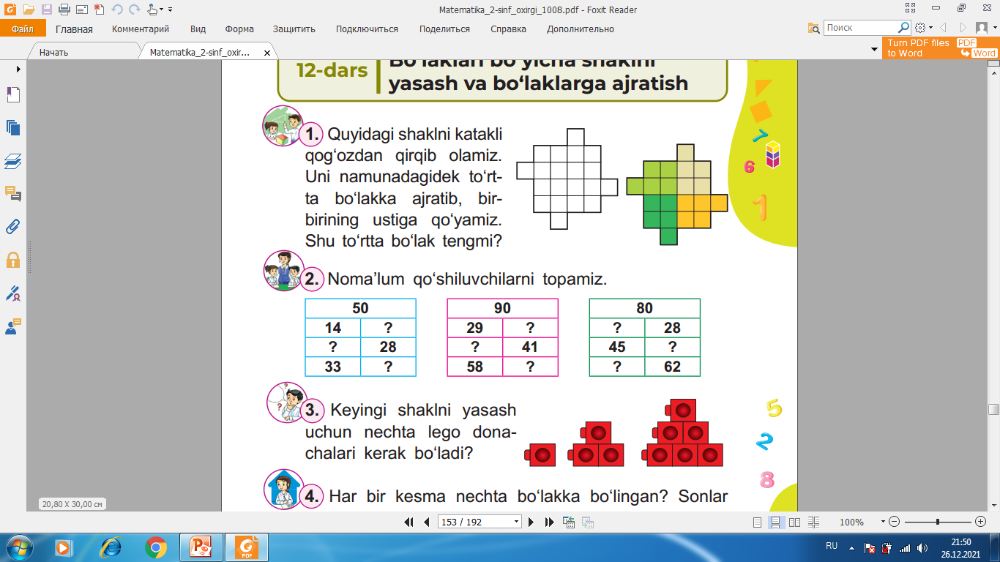 Matematika_2-sinf_oxirgi_1008.pdf - Foxit Reader
Файл Главная Комментарий Вид Форма Защитить Подключиться Поделиться Справка Дополнительно
Поиск
Turn PDF files to Word
PDF
Word
Начать
Matematika_2-sinf_oxir...
12-dars
Bo‘laklari bo‘yicha shaklni
yasash va bo‘laklarga ajratish
1. Quyidagi shaklni katakli
qog‘ozdan qirqib olamiz.
Uni namunadagidek to‘rt-
ta bo‘lakka ajratib, bir-
birining ustiga qo‘yamiz.
Shu to‘rtta bo‘lak tengmi?
7
6
1
2. Noma’lum qo‘shiluvchilarni topamiz.
50
14 ?
? 28
33 ?
90
29 ?
? 41
58 ?
80
? 28
45 ?
? 62
3. Keyingi shaklni yasash
uchun nechta lego dona-
chalari kerak bo‘ladi?
? ?
5
2
8
4. Har bir kesma nechta bo‘lakka bo‘lingan? Sonlar
20,80 X 30,00 см
153 / 192
100%
PDF
RU
21:50
26.12.2021